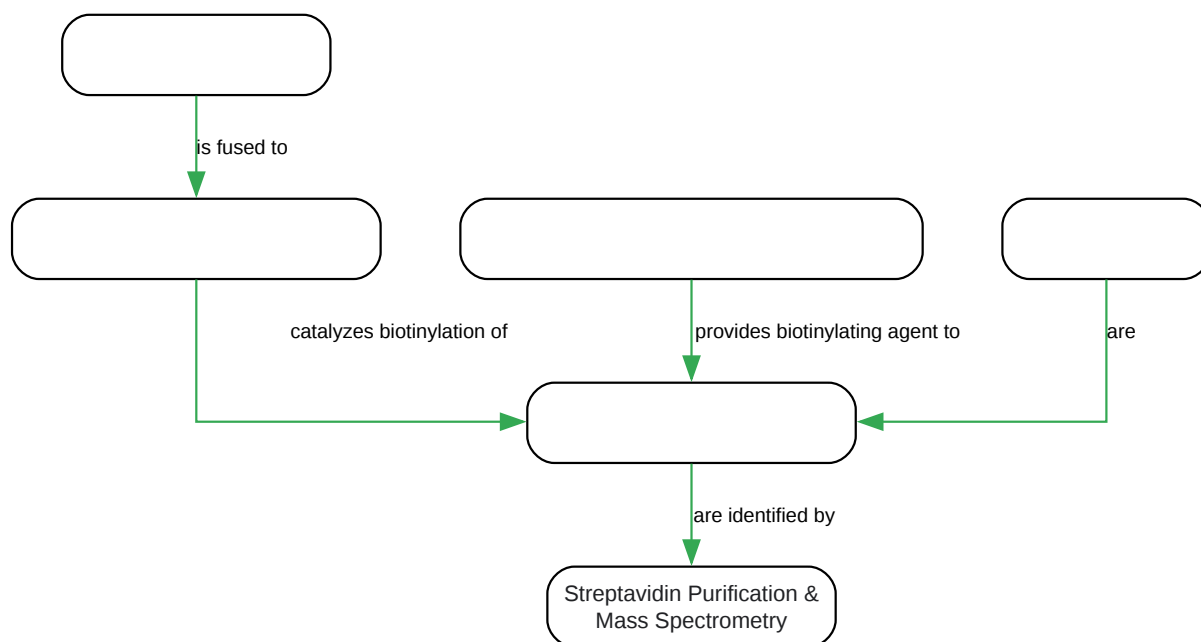 is fused to
catalyzes biotinylation of
provides biotinylating agent to
are
are identified by
Streptavidin Purification &
Mass Spectrometry